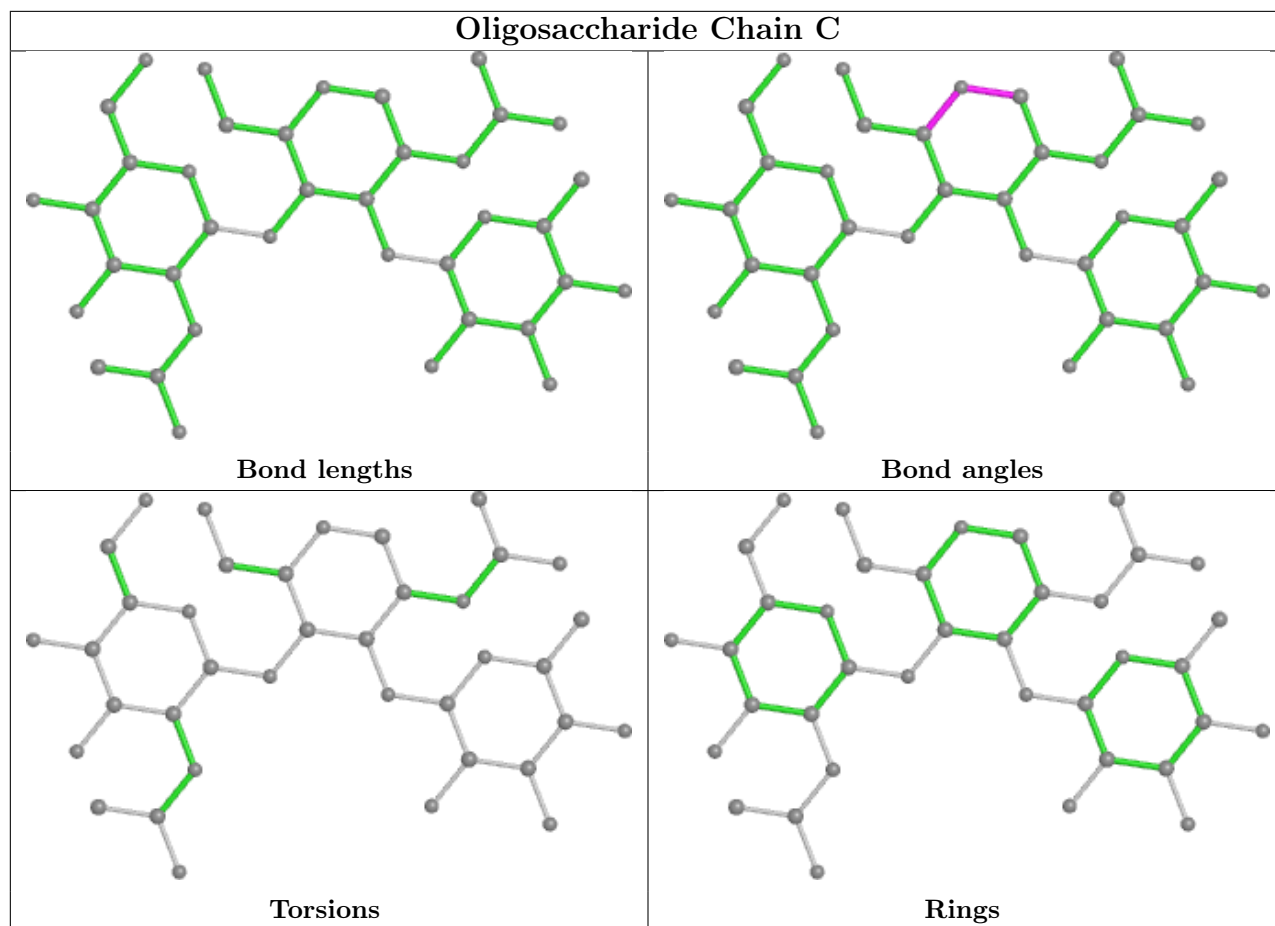 Oligosaccharide Chain C
Bond lengths
Bond angles
Torsions
Rings